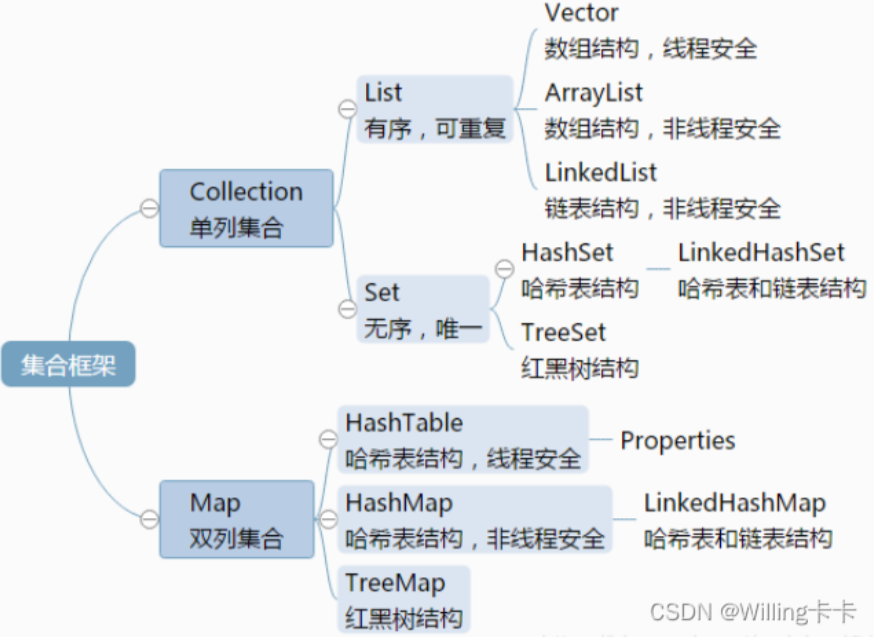 集合框架
Collection
单列集合
List
有序，可重复
Vector
数组结构，线程安全
ArrayList
数组结构，非线程安全
LinkedList
链表结构，非线程安全
Set
无序，唯一
HashSet
哈希表结构
LinkedHashSet
哈希表和链表结构
TreeSet
红黑树结构
Map
双列集合
HashTable
哈希表结构，线程安全
Properties
HashMap
哈希表结构，非线程安全
LinkedHashMap
哈希表和链表结构
TreeMap
红黑树结构
CSDN @Willing卡卡